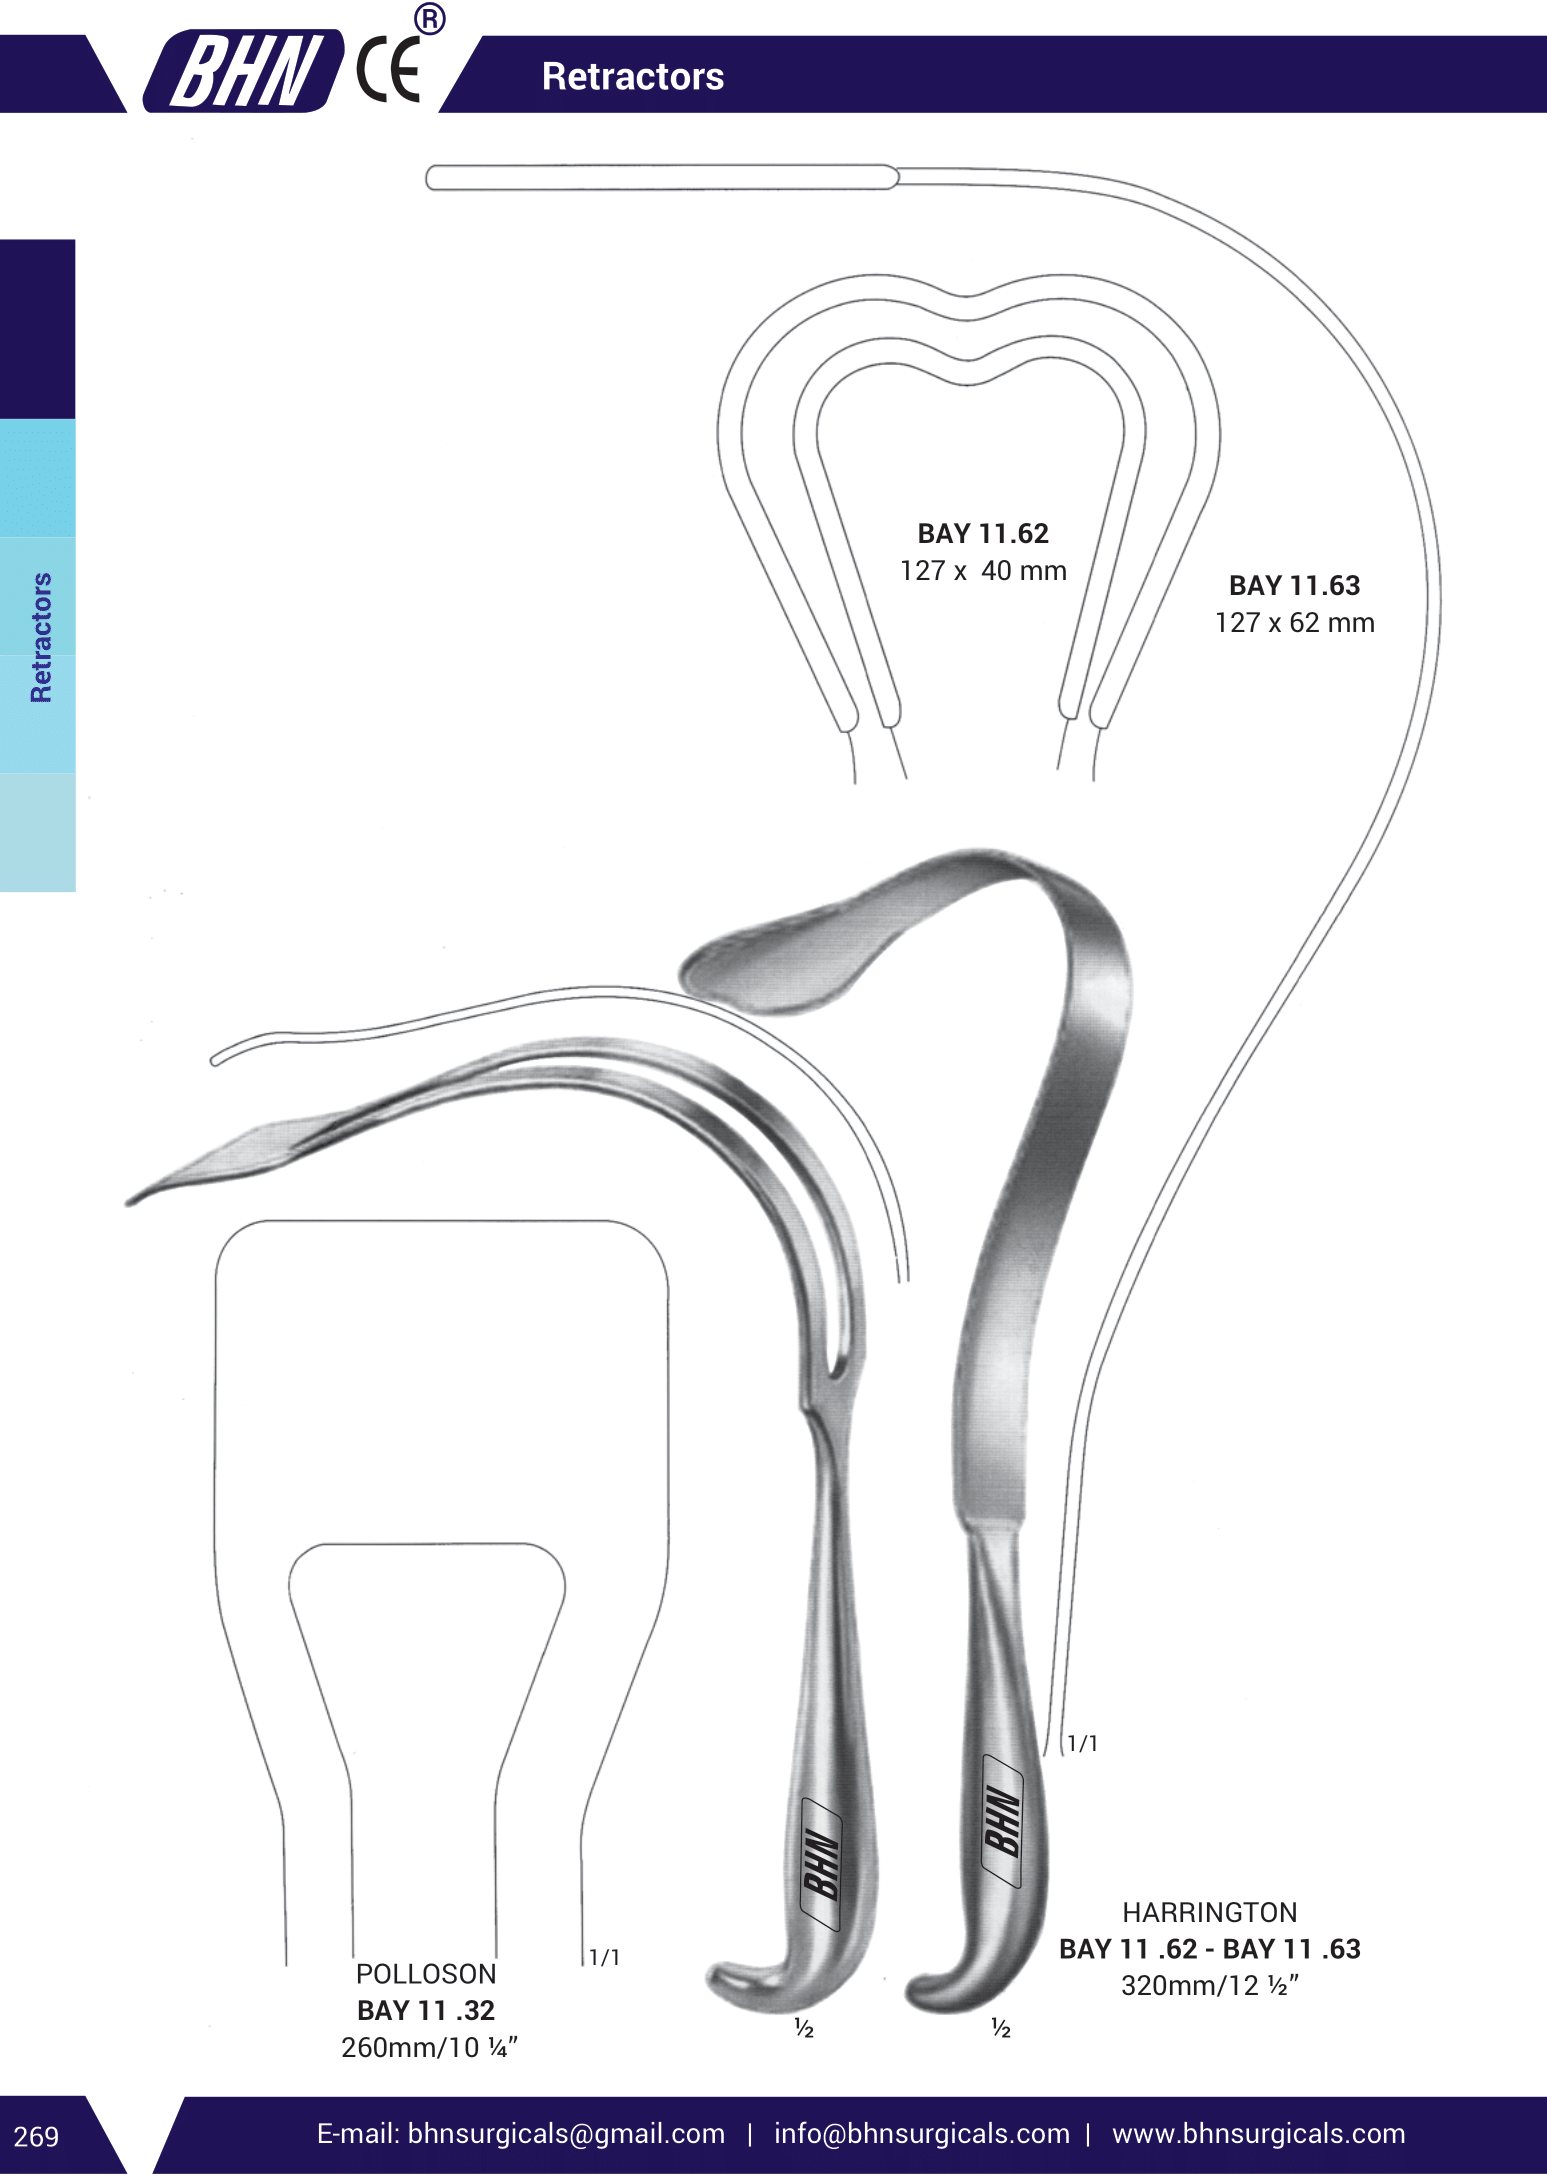 BHN CE ®
Retractors
Retractors
BAY 11.62
127 x 40 mm
BAY 11.63
127 x 62 mm
1/1
BHN
BHN
HARRINGTON
BAY 11 .62 - BAY 11 .63
320mm/12 ½”
1/1
POLLOSON
BAY 11 .32
260mm/10 ¼”
½
½
269
E-mail: bhnsurgicals@gmail.com | info@bhnsurgicals.com | www.bhnsurgicals.com